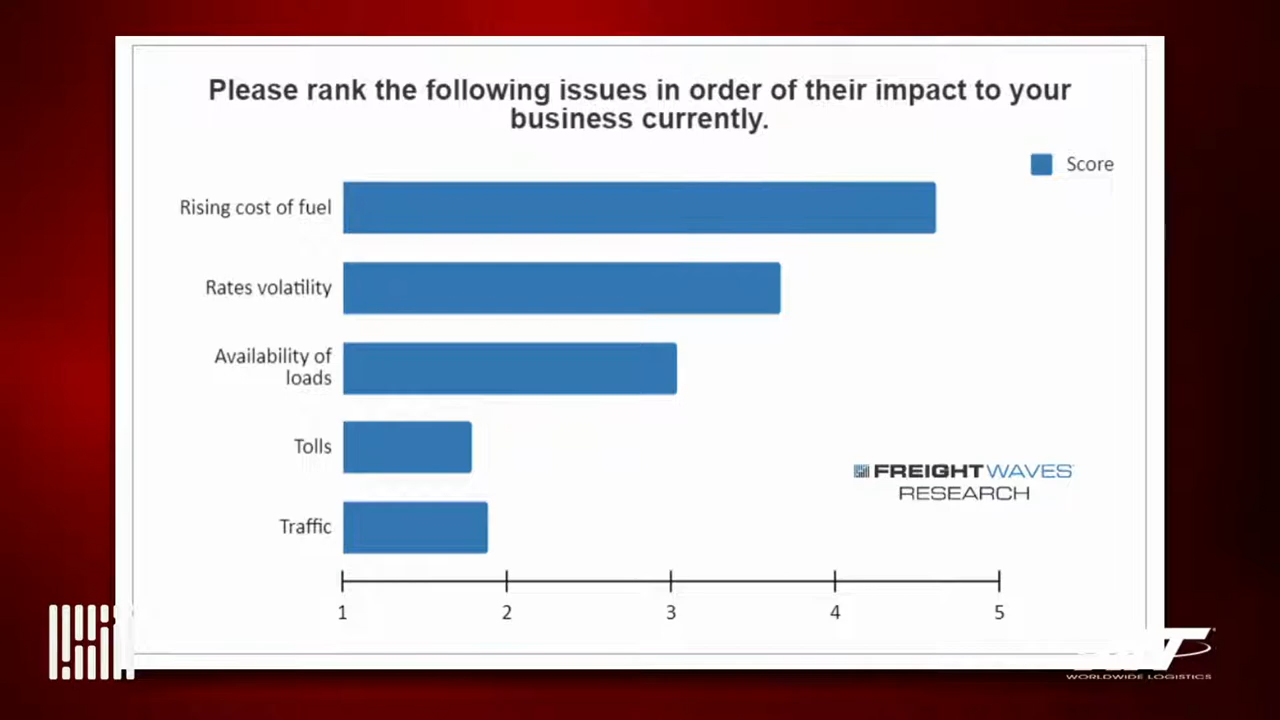 Please rank the following issues in order of their impact to your
business currently.
Score
Rising cost of fuel
Rates volatility
Availability of
loads
Tolls
Traffic
FREIGHTWAVES
RESEARCH
1 2 3 4 5
WORLDWIDE LOGISTICS